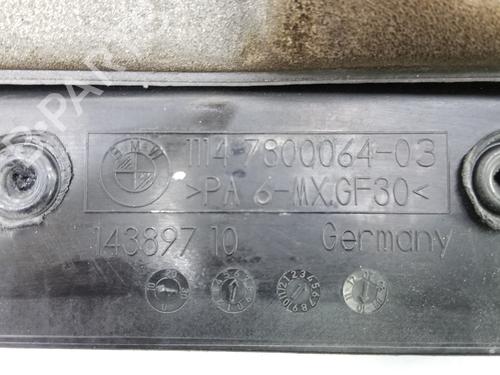 BMW
1114-7800064-03
>PA 6-MX.GF30<
143897 10
Germany